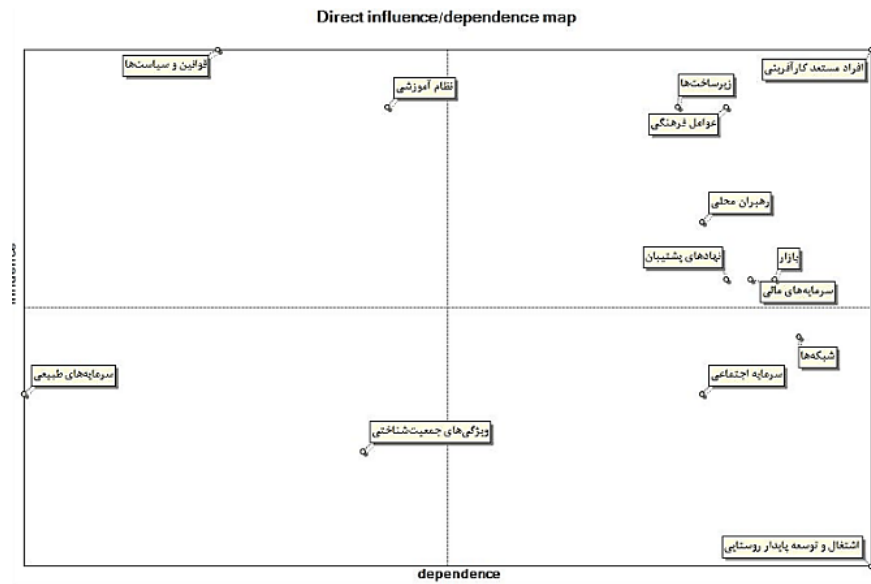 Direct influence/dependence map
قوانین و سیاست‌ها
افراد مستعد کارآفرینی
نظام آموزشی
زیرساخت‌ها
عوامل فرهنگی
رهبران محلی
نهادهای پشتیبان
بازار
سرمایه‌های مالی
influence
شبکه‌ها
سرمایه‌های طبیعی
سرمایه اجتماعی
ویژگی‌های جمعیت‌شناختی
اشتغال و توسعه پایدار روستایی
dependence